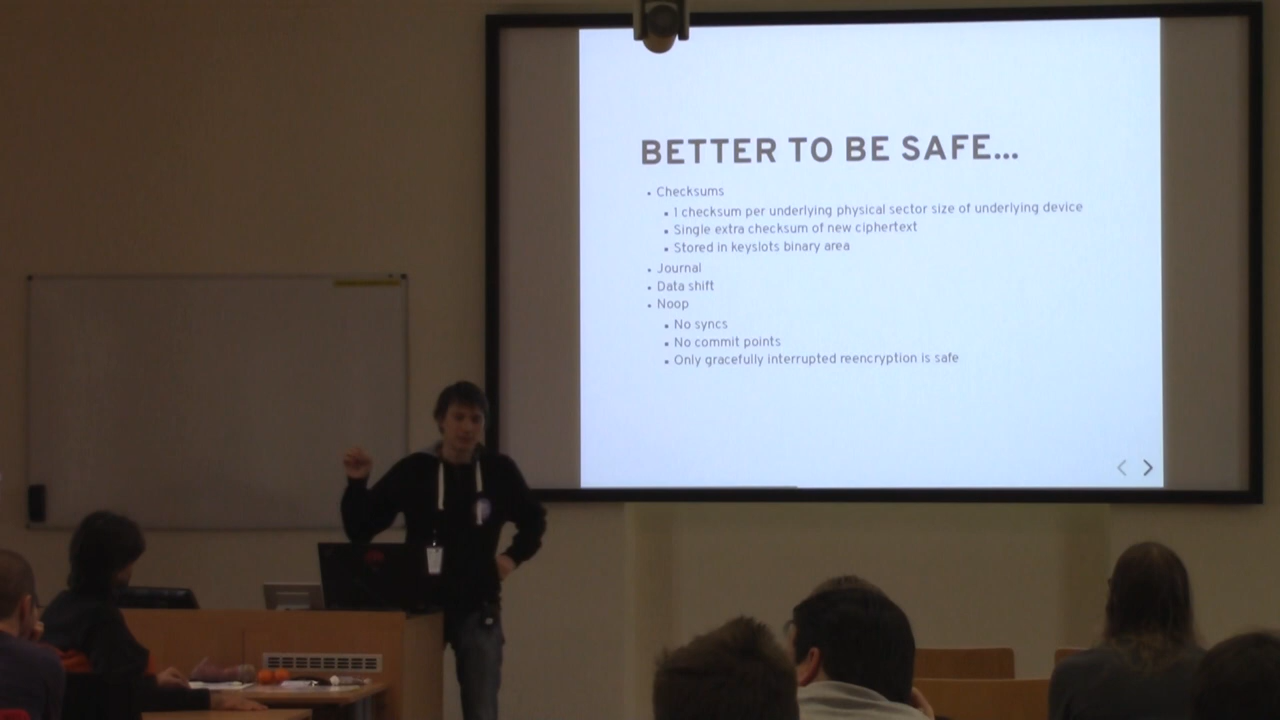 BETTER TO BE SAFE...
Checksums
1 checksum per underlying physical sector size of underlying device
Single extra checksum of new ciphertext
Stored in keyslots binary area
Journal
Data shift
Noop
No syncs
No commit points
Only gracefully interrupted reencryption is safe